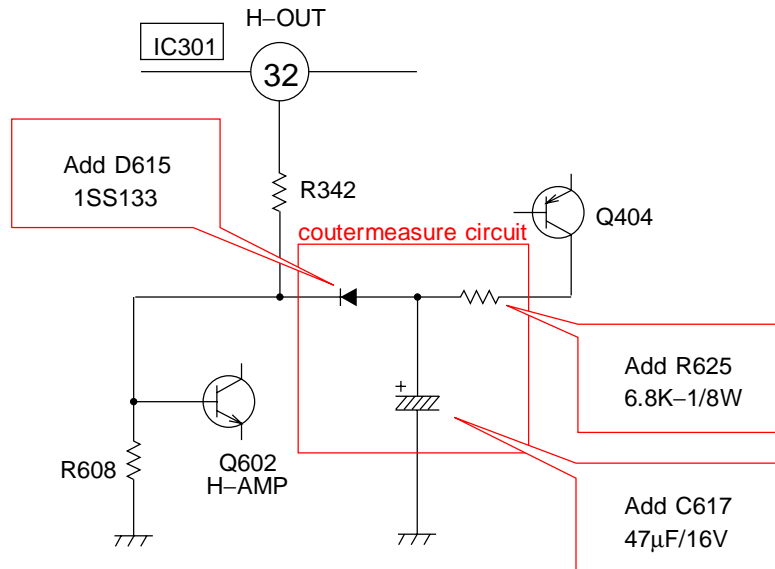 H–OUT
IC301
32
Add D615
1SS133
R342
Q404
coutermeasure circuit
Add R625
6.8K–1/8W
+
R608
Q602
H–AMP
Add C617
47µF/16V